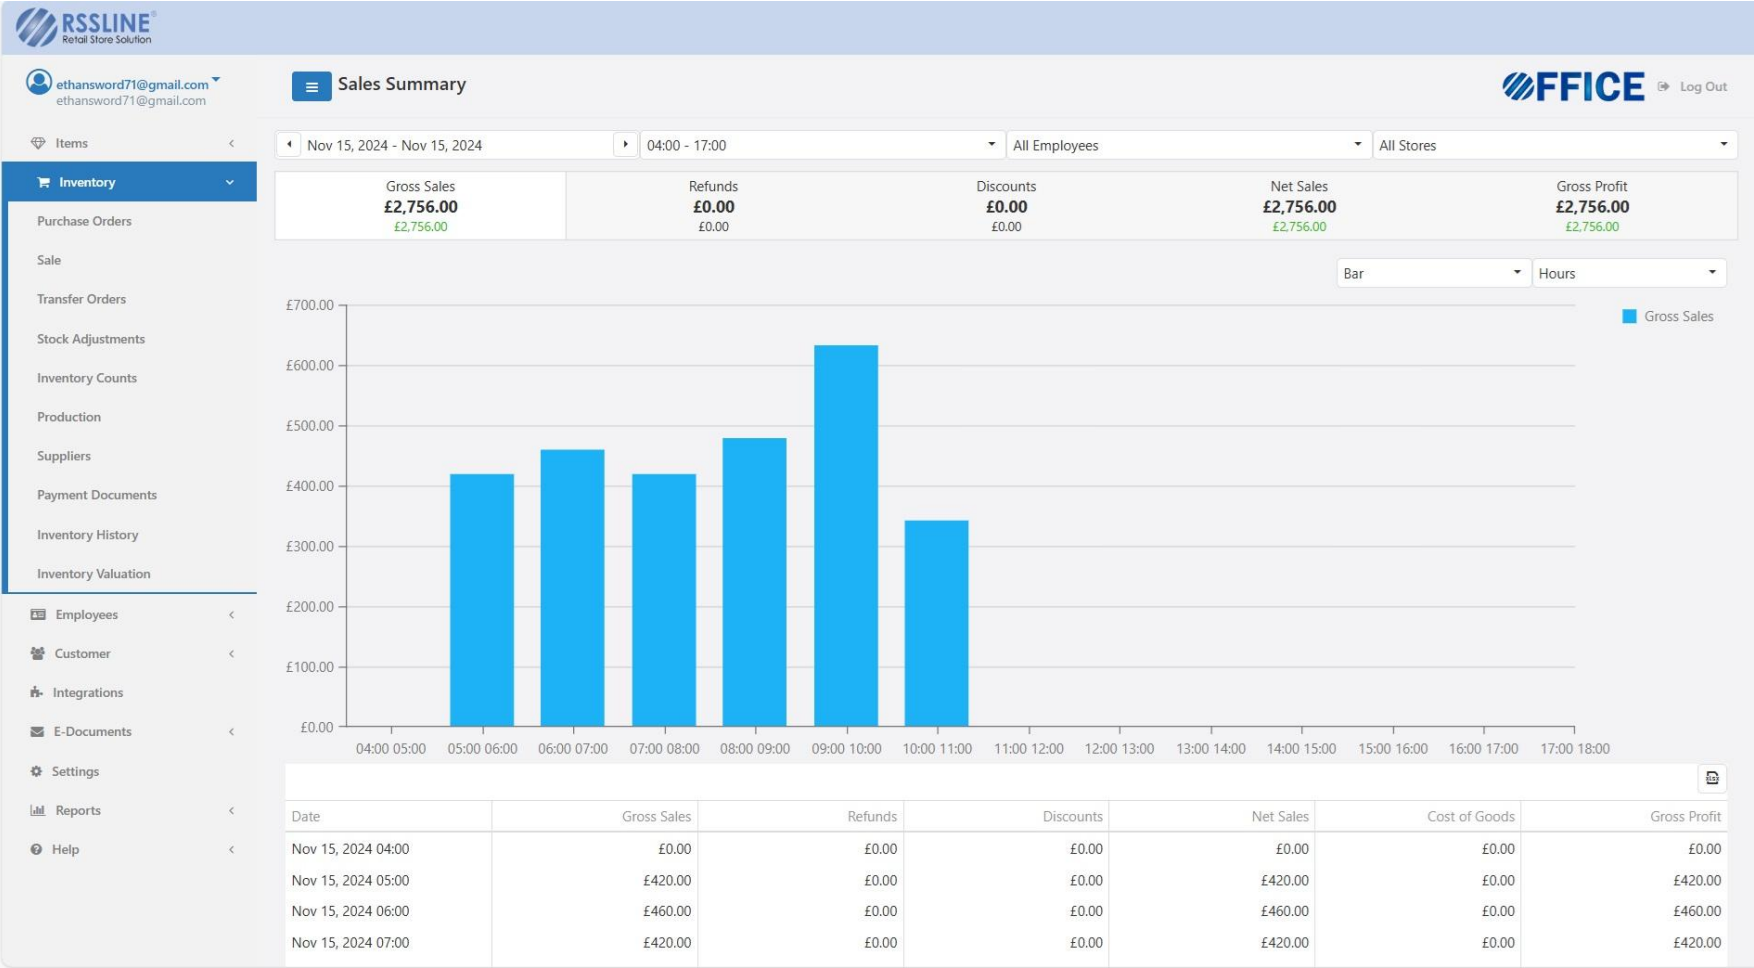 RSSLINE®
Retail Store Solution
ethansword71@gmail.com
ethansword71@gmail.com
Sales Summary
OFFICE
Log Out
Items
Inventory
Purchase Orders
Sale
Transfer Orders
Stock Adjustments
Inventory Counts
Production
Suppliers
Payment Documents
Inventory History
Inventory Valuation
Employees
Customer
Integrations
E-Documents
Settings
Reports
Help
Nov 15, 2024 - Nov 15, 2024
04:00 - 17:00
All Employees
All Stores
Gross Sales
£2,756.00
£2,756.00
Refunds
£0.00
£0.00
Discounts
£0.00
£0.00
Net Sales
£2,756.00
£2,756.00
Gross Profit
£2,756.00
£2,756.00
Bar
Hours
Gross Sales
£700.00
£600.00
£500.00
£400.00
£300.00
£200.00
£100.00
£0.00
04:00 05:00 05:00 06:00 06:00 07:00 07:00 08:00 08:00 09:00 09:00 10:00 10:00 11:00 11:00 12:00 12:00 13:00 13:00 14:00 14:00 15:00 15:00 16:00 16:00 17:00 17:00 18:00
Date Gross Sales Refunds Discounts Net Sales Cost of Goods Gross Profit
Nov 15, 2024 04:00 £0.00 £0.00 £0.00 £0.00 £0.00 £0.00
Nov 15, 2024 05:00 £420.00 £0.00 £0.00 £420.00 £0.00 £420.00
Nov 15, 2024 06:00 £460.00 £0.00 £0.00 £460.00 £0.00 £460.00
Nov 15, 2024 07:00 £420.00 £0.00 £0.00 £420.00 £0.00 £420.00